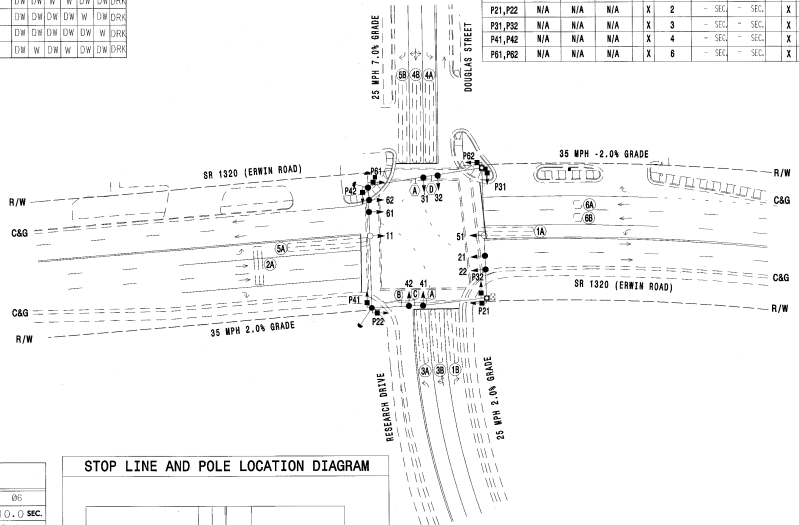 DW DW W W DW DW DRK
DW DW DW DW DW W DRK
DW DW DW DW DW W DRK
DW W DW W DW DW DRK
P21,P22 N/A N/A N/A X 2 - SEC. - SEC. X
P31,P32 N/A N/A N/A X 3 - SEC. - SEC. X
P41,P42 N/A N/A N/A X 4 - SEC. - SEC. X
P61,P62 N/A N/A N/A X 6 - SEC. - SEC. X
25 MPH 7.0% GRADE
DOUGLAS STREET
5B 4B 4A
35 MPH -2.0% GRADE
SR 1320 (ERWIN ROAD)
P61
P62
P42
P31
A D
31 32
R/W
R/W
C&G
C&G
62
61
6A
6B
11
51
1A
5A
2A
21
22
P32
SR 1320 (ERWIN ROAD)
42 41
B C A
P41
P22
P21
C&G
C&G
R/W
R/W
35 MPH 2.0% GRADE
3A 3B 1B
RESEARCH DRIVE
25 MPH 2.0% GRADE
STOP LINE AND POLE LOCATION DIAGRAM
Ø6
10.0 SEC.